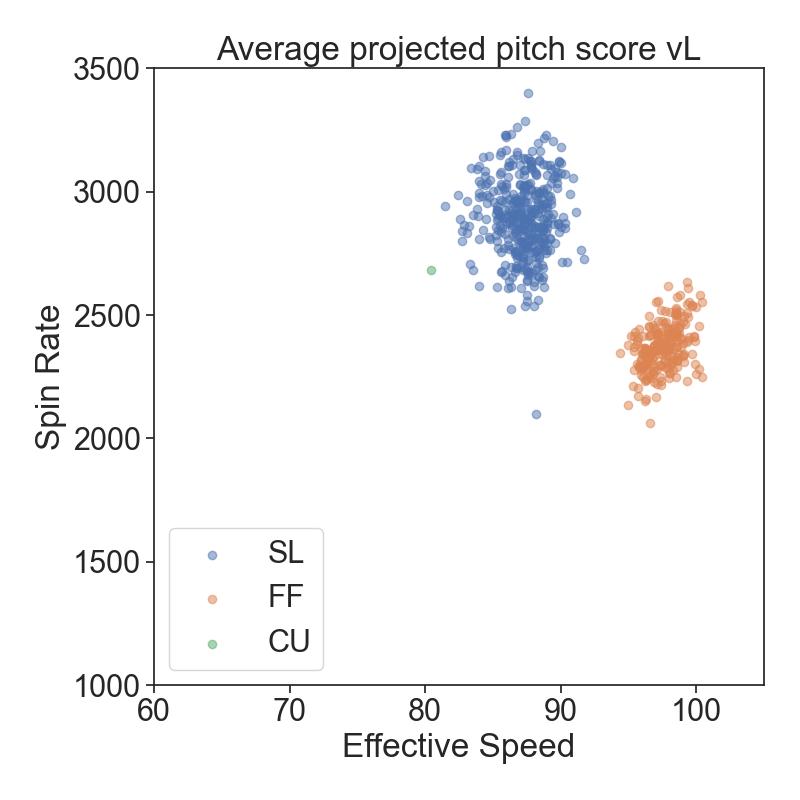 Average projected pitch score vL
3500
3000
2500
2000
1500
1000
Spin Rate
SL
FF
CU
60 70 80 90 100
Effective Speed